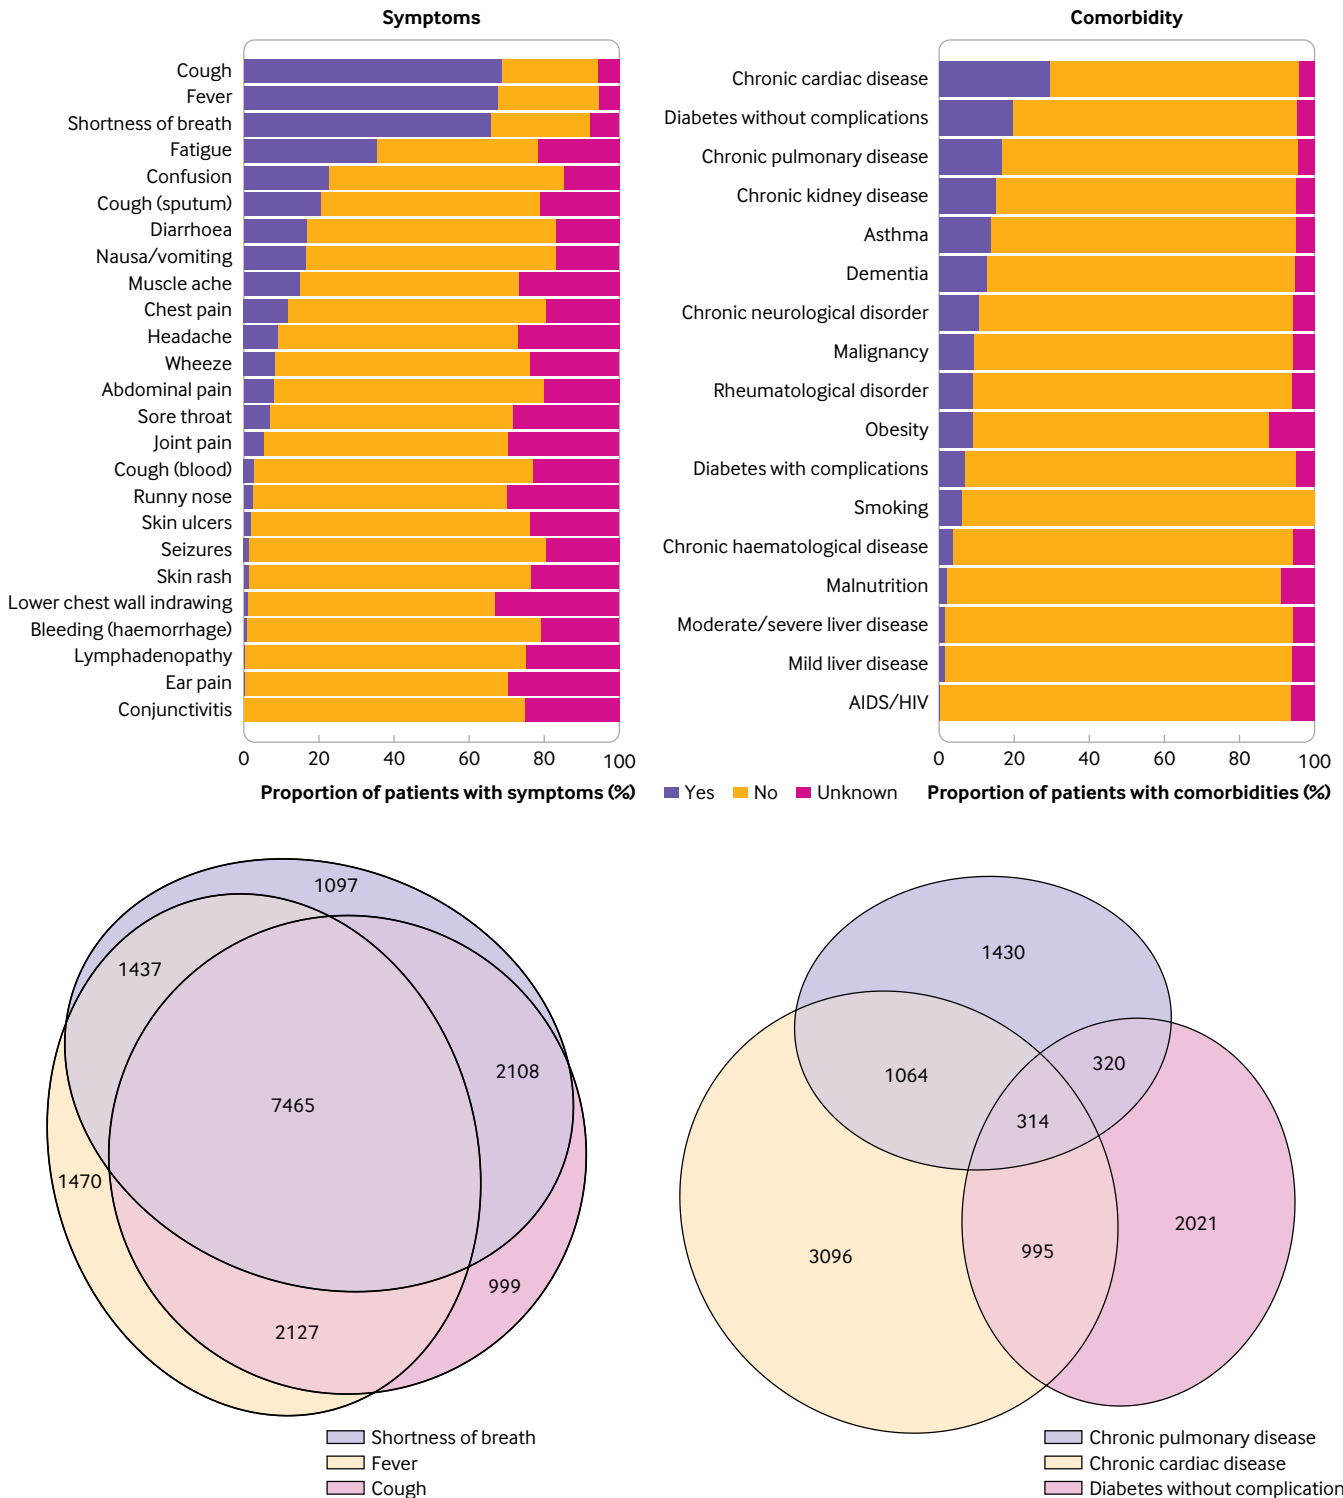 Symptoms
Cough
Fever
Shortness of breath
Fatigue
Confusion
Cough (sputum)
Diarrhoea
Nausa/vomiting
Muscle ache
Chest pain
Headache
Wheeze
Abdominal pain
Sore throat
Joint pain
Cough (blood)
Runny nose
Skin ulcers
Seizures
Skin rash
Lower chest wall indrawing
Bleeding (haemorrhage)
Lymphadenopathy
Ear pain
Conjunctivitis
0 20 40 60 80 100
Proportion of patients with symptoms (%)
Yes No Unknown
Comorbidity
Chronic cardiac disease
Diabetes without complications
Chronic pulmonary disease
Chronic kidney disease
Asthma
Dementia
Chronic neurological disorder
Malignancy
Rheumatological disorder
Obesity
Diabetes with complications
Smoking
Chronic haematological disease
Malnutrition
Moderate/severe liver disease
Mild liver disease
AIDS/HIV
0 20 40 60 80 100
Proportion of patients with comorbidities (%)
1097
1437
2108
7465
1470
999
2127
Shortness of breath
Fever
Cough
1430
1064
320
314
2021
3096
995
Chronic pulmonary disease
Chronic cardiac disease
Diabetes without complication